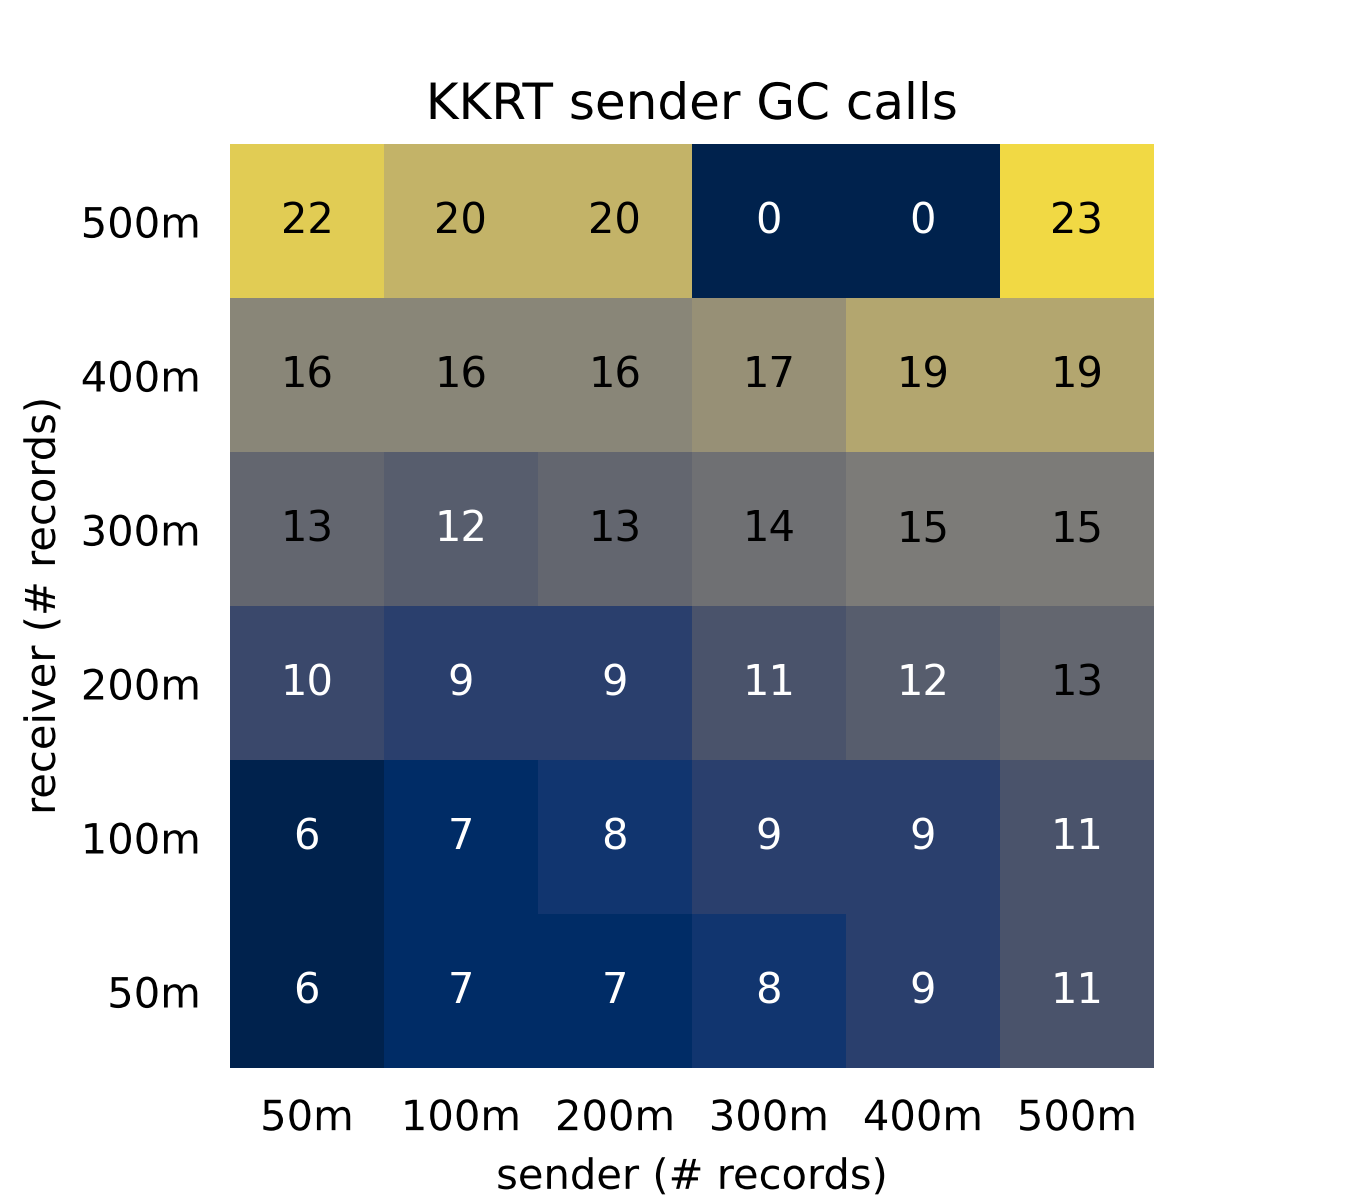 KKRT sender GC calls
500m 22 20 20 0 0 23
400m 16 16 16 17 19 19
300m 13 12 13 14 15 15
200m 10 9 9 11 12 13
100m 6 7 8 9 9 11
50m 6 7 7 8 9 11
receiver (# records)
50m 100m 200m 300m 400m 500m
sender (# records)